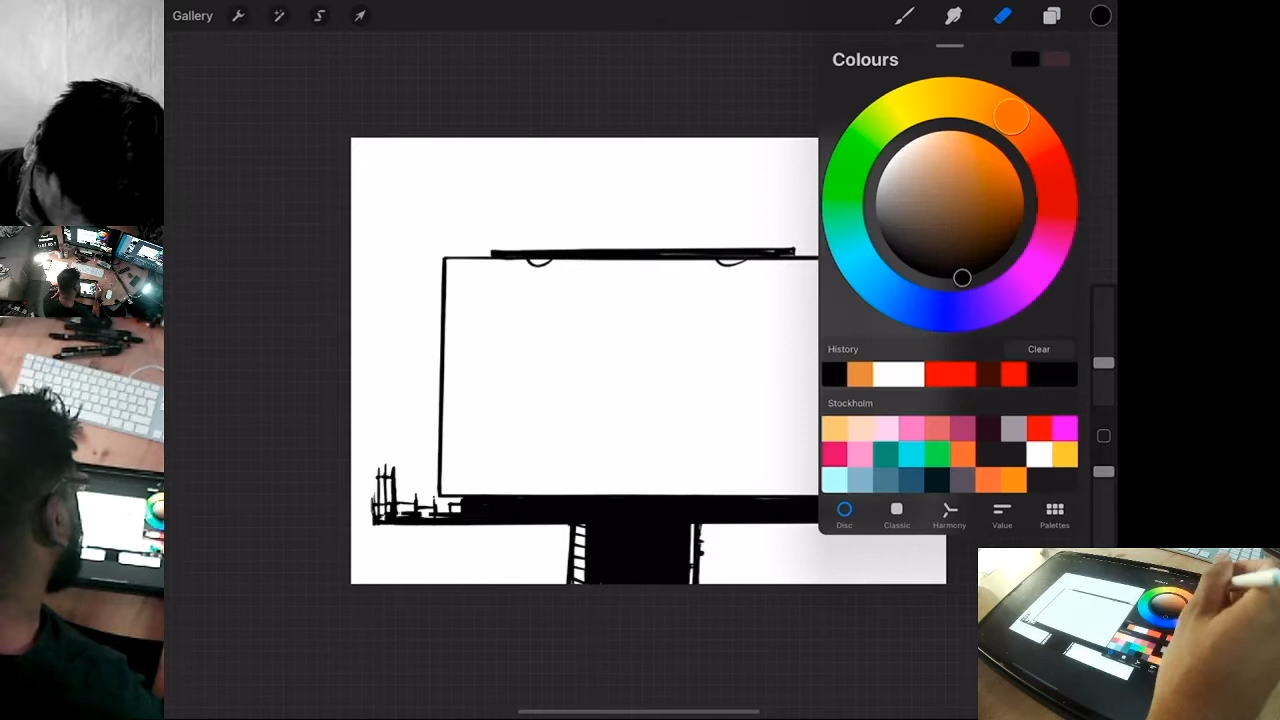 Gallery
Colours
History
Clear
Stockholm
Disc
Classic
Harmony
Value
Palettes